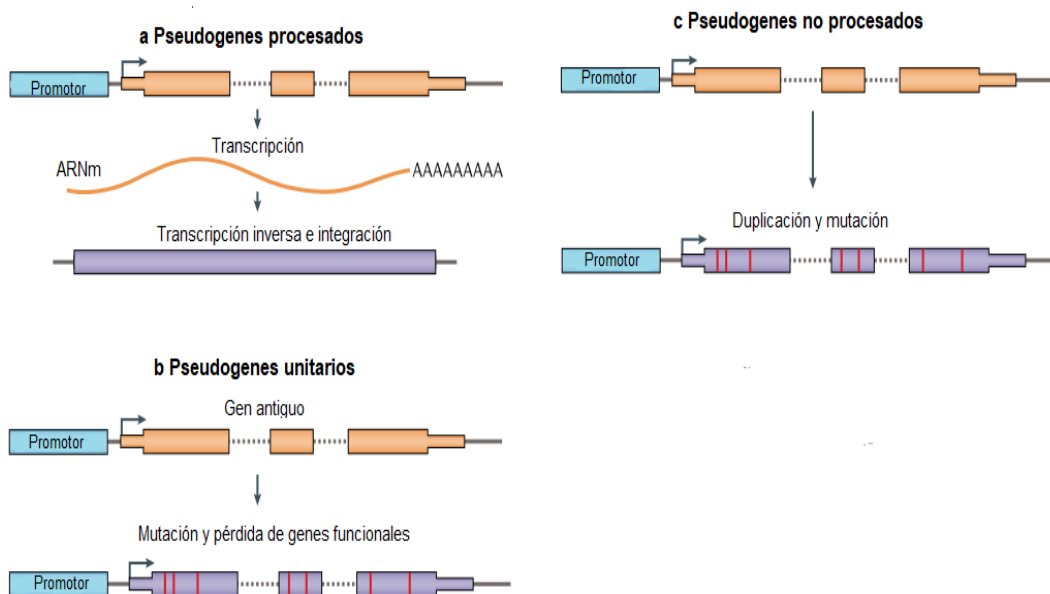 a Pseudogenes procesados
Promotor
Transcripción
ARNm
AAAAAAAAA
Transcripción inversa e integración
b Pseudogenes unitarios
Gen antiguo
Promotor
Mutación y pérdida de genes funcionales
Promotor
c Pseudogenes no procesados
Promotor
Duplicación y mutación
Promotor